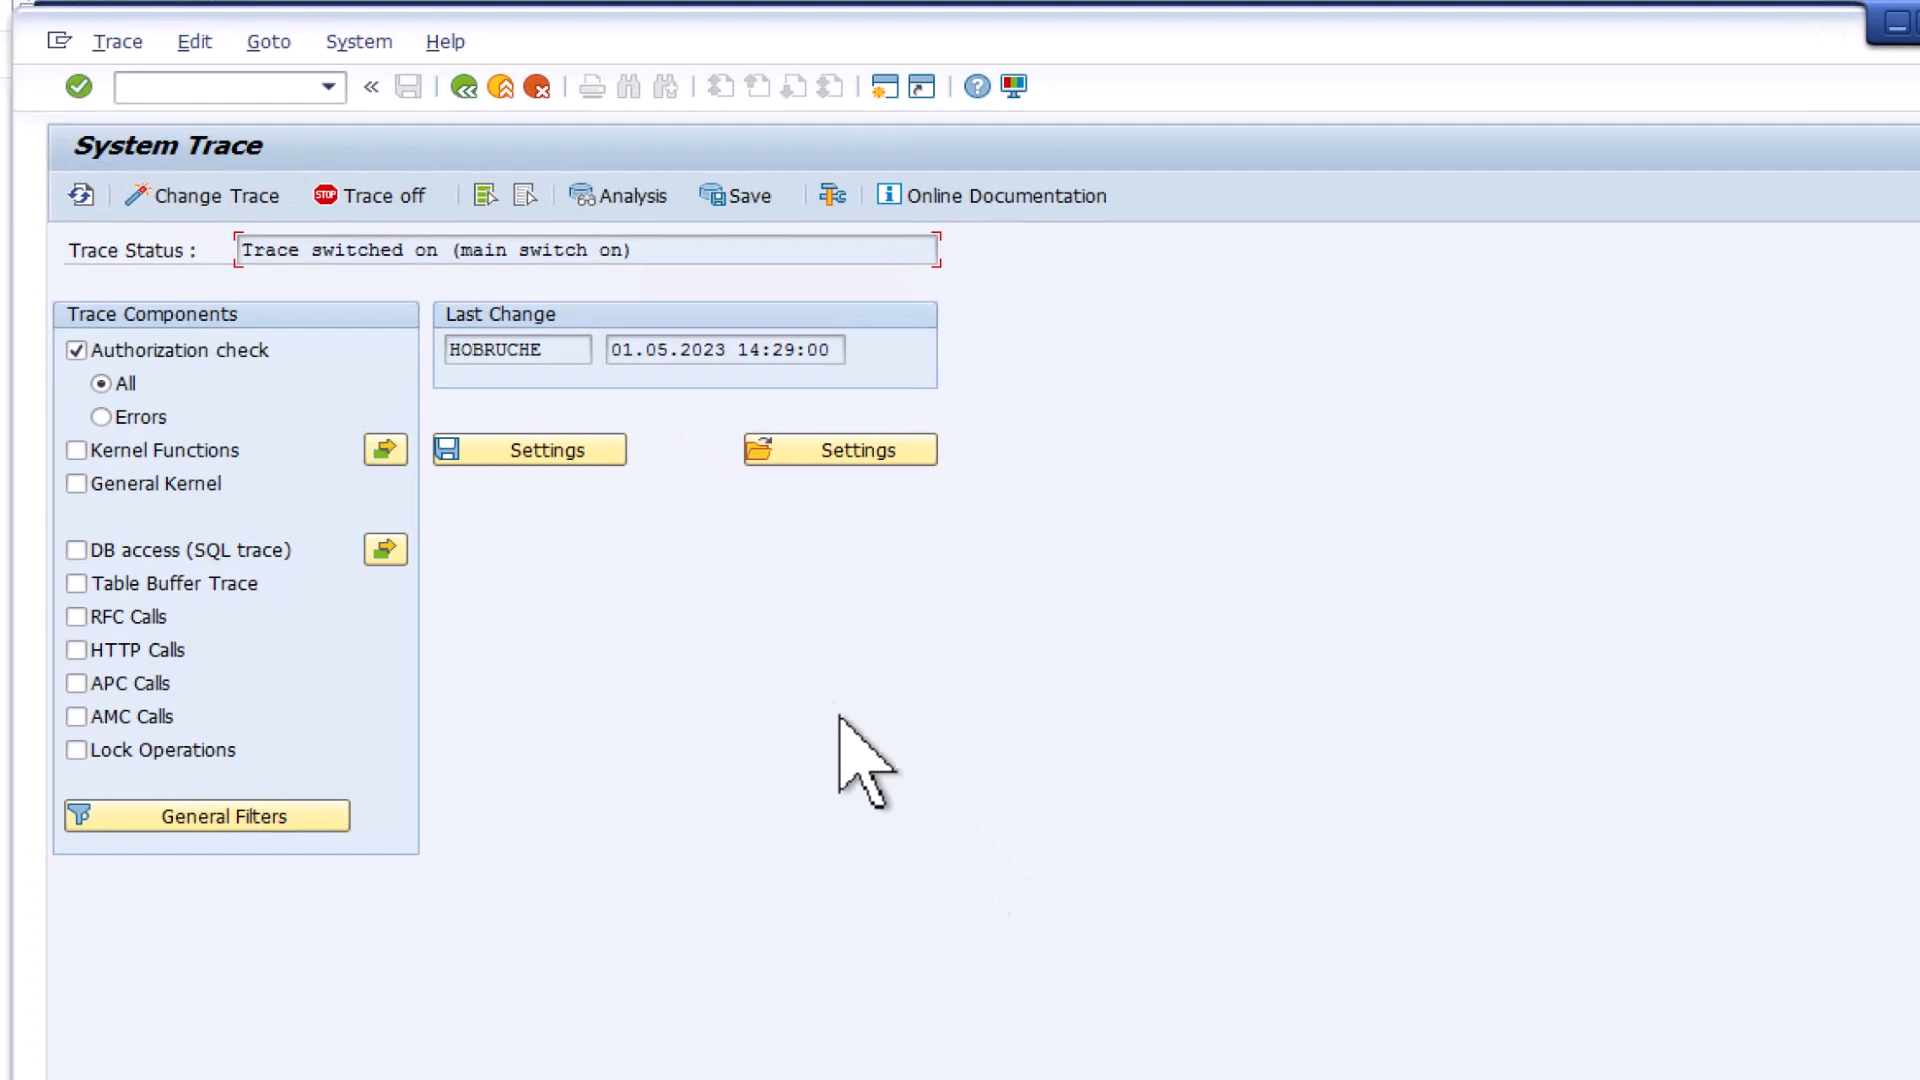 Trace Edit Goto System Help
System Trace
Change Trace STOP Trace off Analysis Save Online Documentation
Trace Status : Trace switched on (main switch on)
Trace Components
Last Change
Authorization check
HOBRUCHE 01.05.2023 14:29:00
All
Errors
Kernel Functions
Settings Settings
General Kernel
DB access (SQL trace)
Table Buffer Trace
RFC Calls
HTTP Calls
APC Calls
AMC Calls
Lock Operations
General Filters